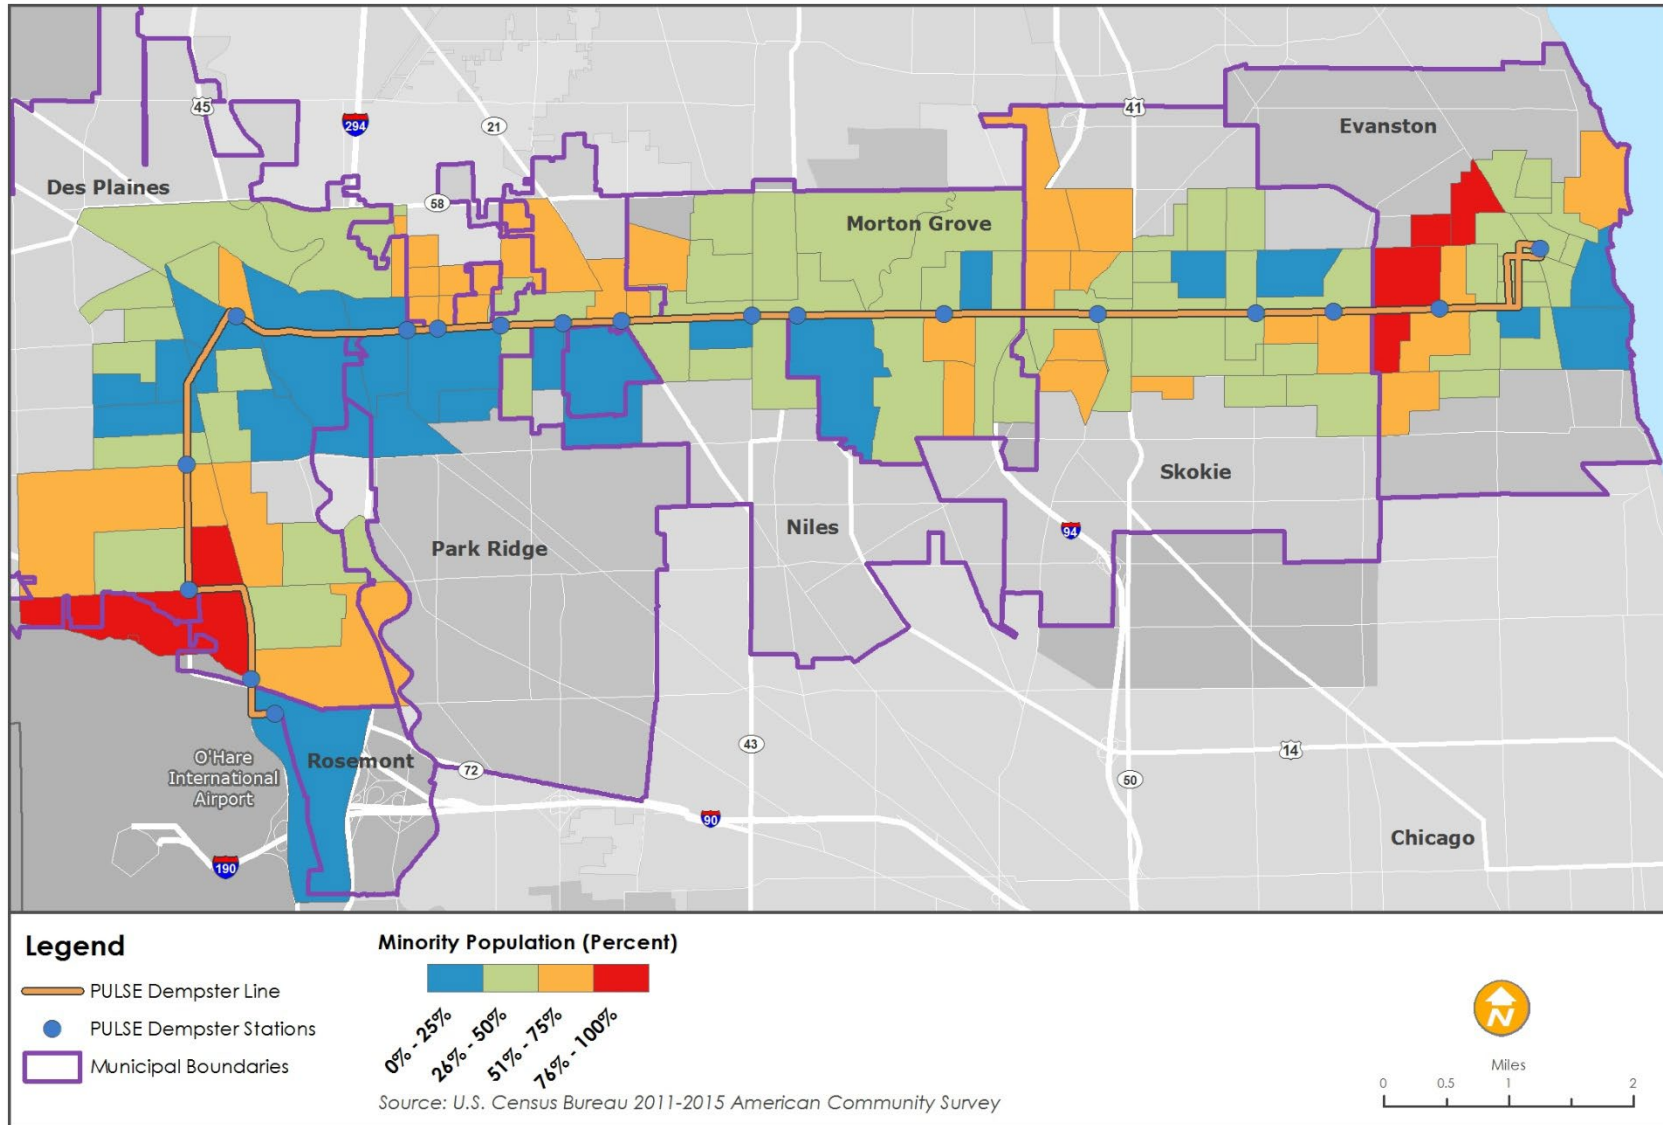 45
294
21
41
Evanston
Des Plaines
58
Morton Grove
Skokie
Niles
94
Park Ridge
O'Hare
International
Airport
Rosemont
72
43
14
50
90
Chicago
190
Legend
PULSE Dempster Line
PULSE Dempster Stations
Municipal Boundaries
Minority Population (Percent)
0% - 25%
26% - 50%
51% - 75%
76% - 100%
Source: U.S. Census Bureau 2011-2015 American Community Survey
N
Miles
0 0.5 1 2